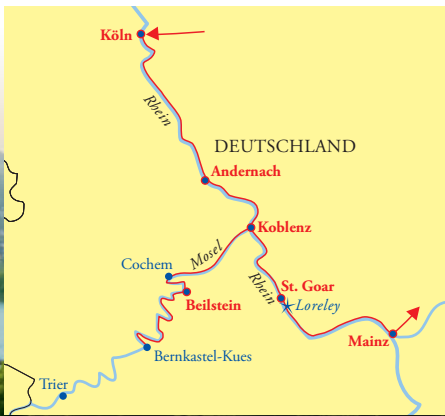 Köln
Rhein
DEUTSCHLAND
Andernach
Koblenz
Mosel
Cochem
Rhein
St. Goar
Loreley
Beilstein
Mainz
Bernkastel-Kues
Trier